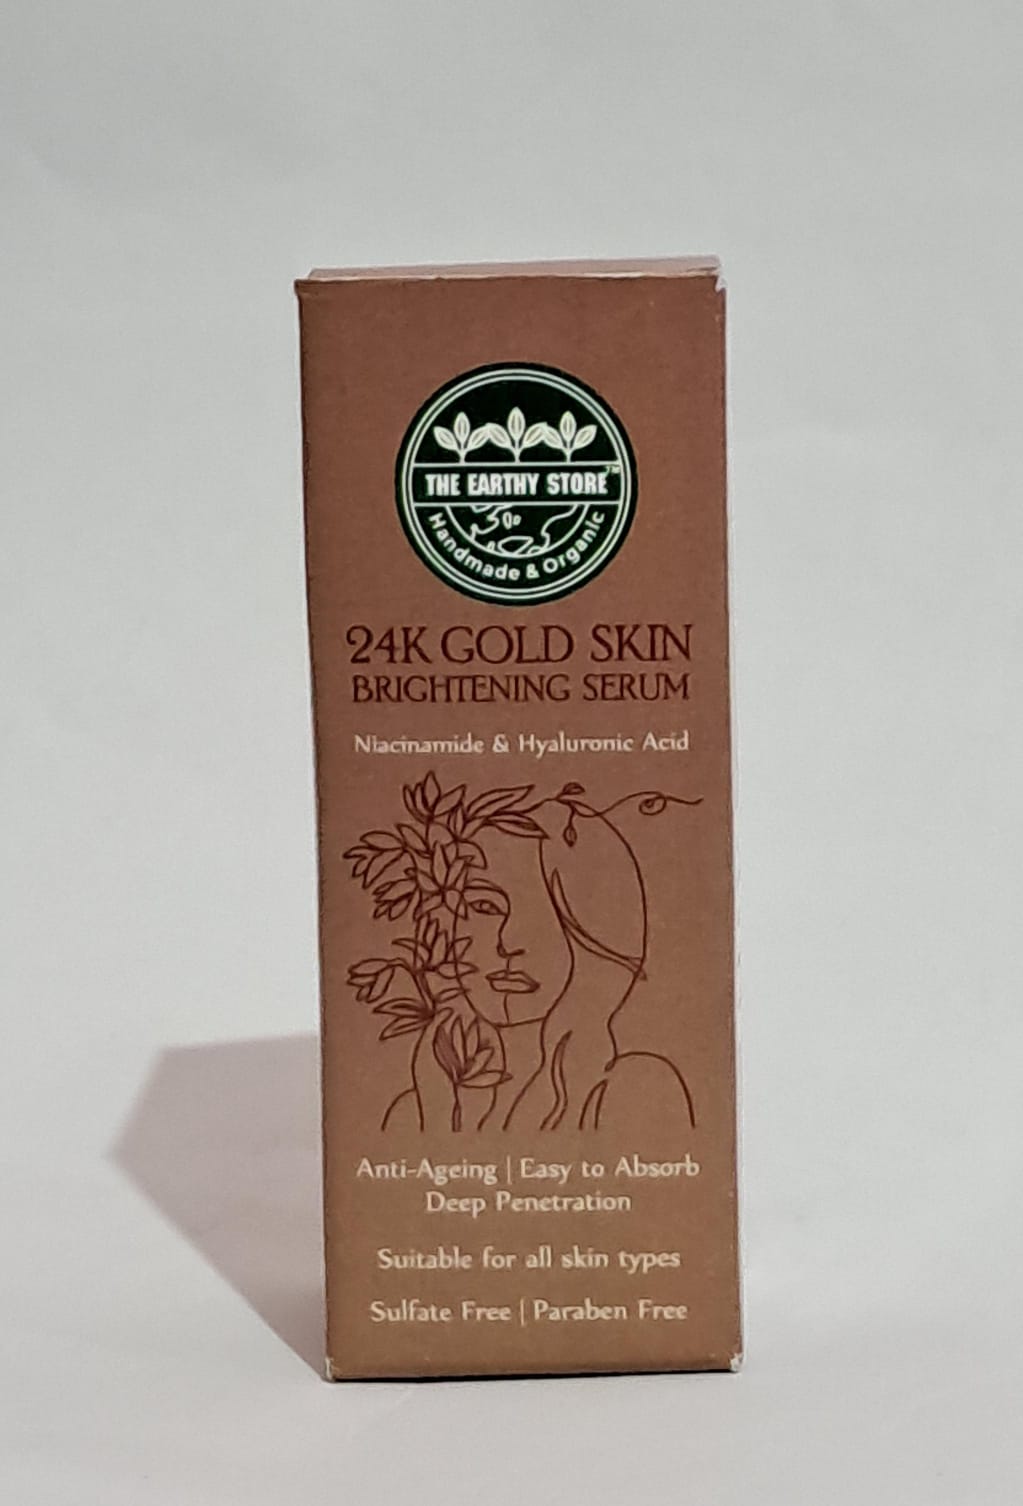 THE EARTHY STORE™
Handmade & Organic
24K GOLD SKIN
BRIGHTENING SERUM
Niacinamide & Hyaluronic Acid
Anti-Ageing | Easy to Absorb
Deep Penetration
Suitable for all skin types
Sulfate Free | Paraben Free